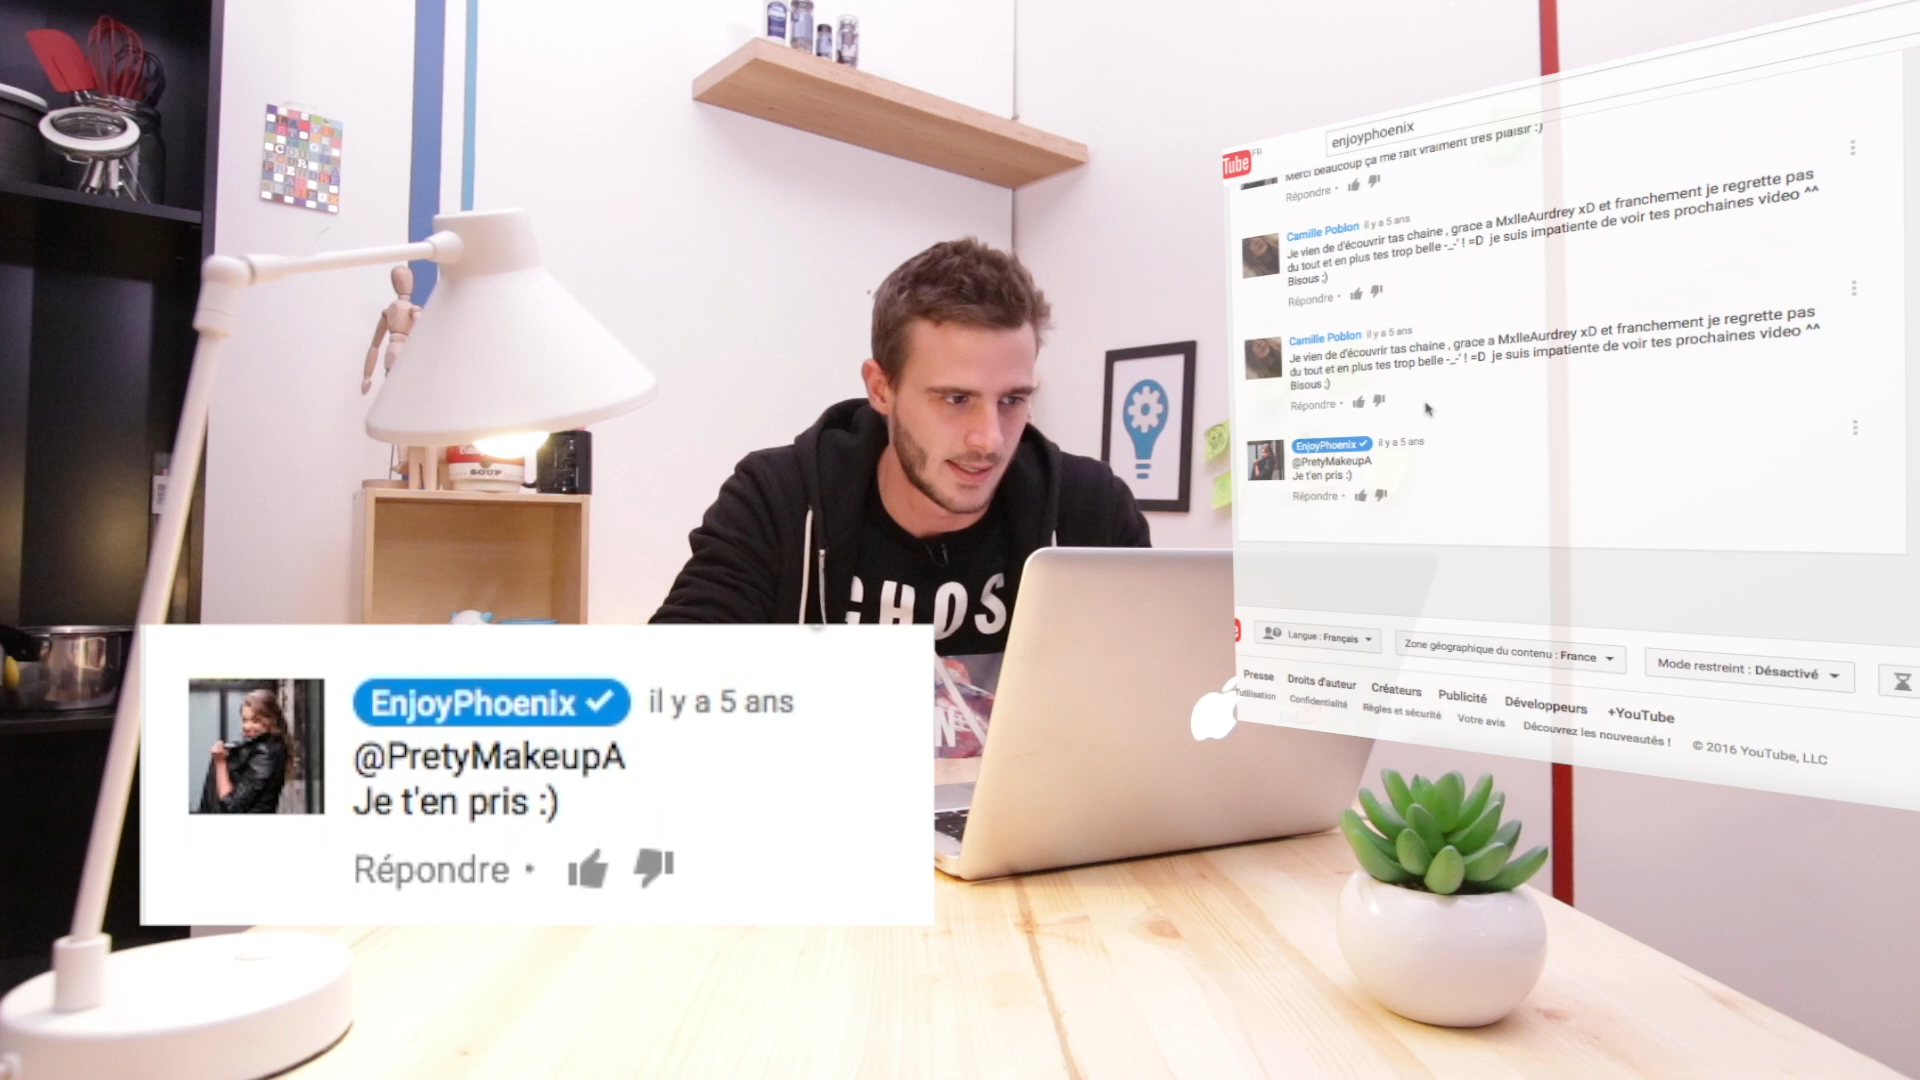 enjoyphoenix
Tube FR
Merci beaucoup ça me fait vraiment très plaisir :)
Répondre •
Camille Poblon il y a 5 ans
Je vien de d'écouvrir tas chaine , grace a MxlleAurdrey xD et franchement je regrette pas
du tout et en plus tes trop belle -_-' ! =D je suis impatiente de voir tes prochaines video ^^
Bisous ;)
Répondre •
Camille Poblon il y a 5 ans
Je vien de d'écouvrir tas chaine , grace a MxlleAurdrey xD et franchement je regrette pas
du tout et en plus tes trop belle -_-' ! =D je suis impatiente de voir tes prochaines video ^^
Bisous ;)
Répondre •
EnjoyPhoenix il y a 5 ans
@PretyMakeupA
Je t'en pris :)
Répondre •
Langue : Français
Zone géographique du contenu : France
Mode restreint : Désactivé
Presse Droits d'auteur Créateurs Publicité Développeurs +YouTube
Confidentialité Règles et sécurité Votre avis Découvrez les nouveautés ! © 2016 YouTube, LLC
SOUP
HOS
EnjoyPhoenix il y a 5 ans
@PretyMakeupA
Je t'en pris :)
Répondre •